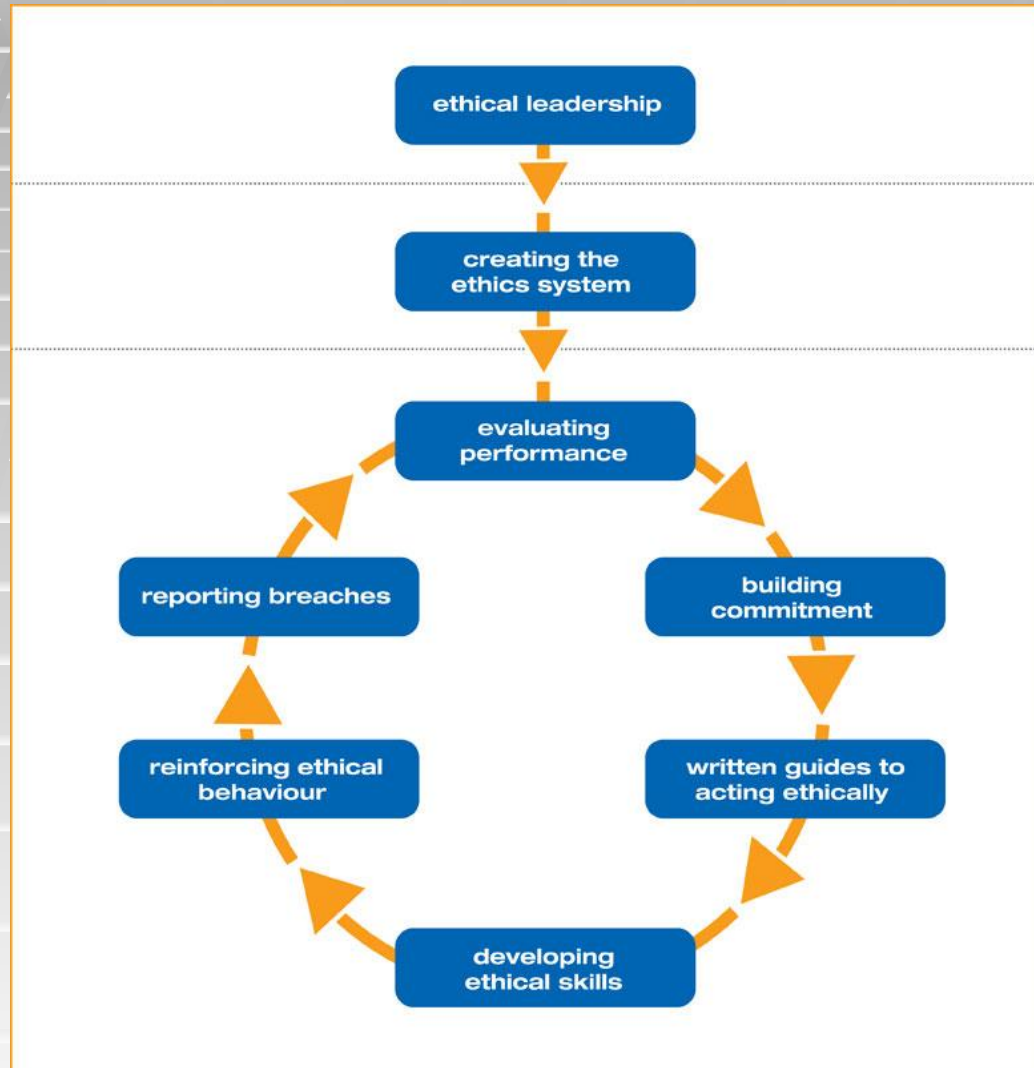 ethical leadership
creating the
ethics system
evaluating
performance
reporting breaches
building
commitment
reinforcing ethical
behaviour
written guides to
acting ethically
developing
ethical skills